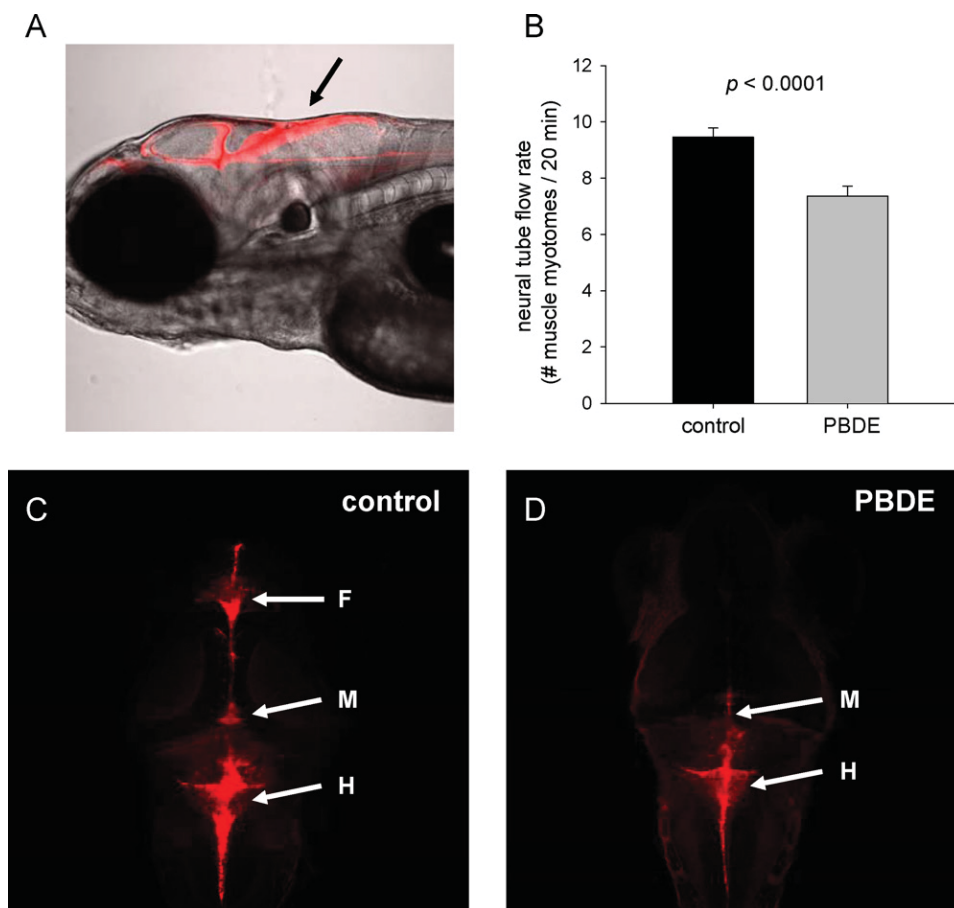 A
B
12
10
8
6
4
2
0
p < 0.0001
neural tube flow rate
(# muscle myotomes / 20 min)
control
PBDE
C
control
F
M
H
D
PBDE
M
H